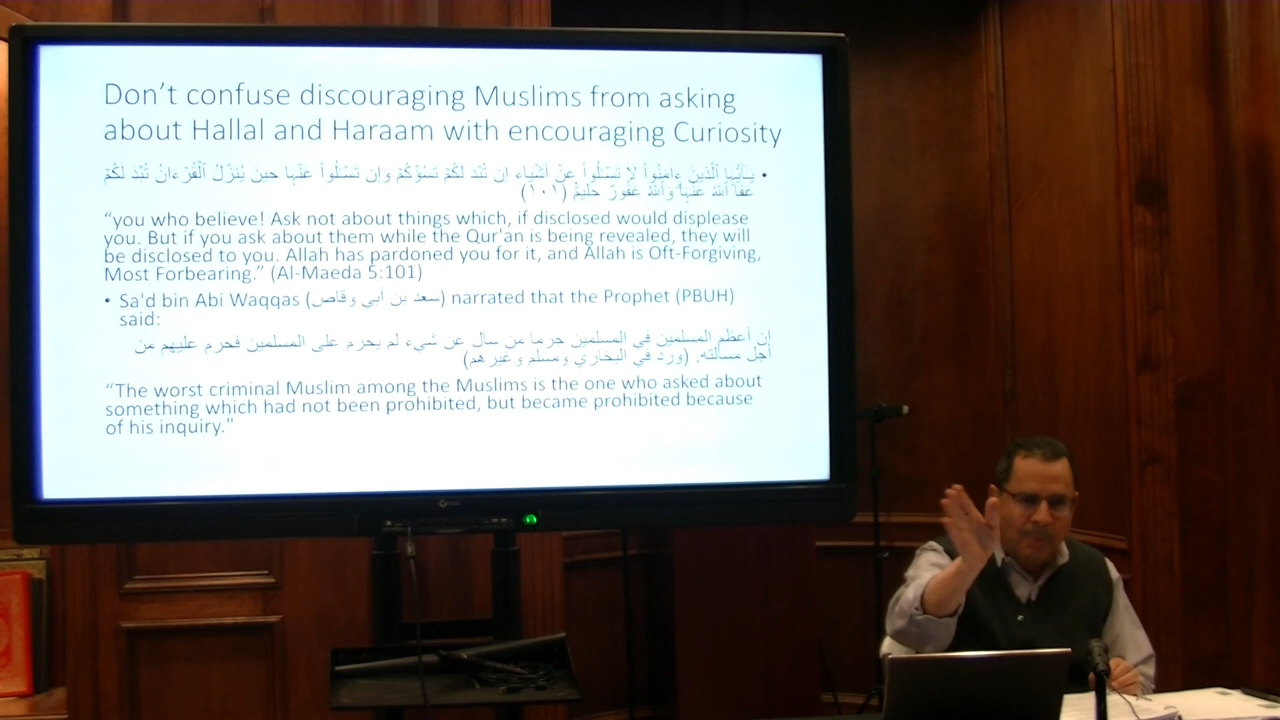 Don't confuse discouraging Muslims from asking
about Hallal and Haraam with encouraging Curiosity
• يَـٰٓأَيُّهَا ٱلَّذِينَ ءَامَنُوا۟ لَا تَسْـَٔلُوا۟ عَنْ أَشْيَآءَ إِن تُبْدَ لَكُمْ تَسُؤْكُمْ وَإِن تَسْـَٔلُوا۟ عَنْهَا حِينَ يُنَزَّلُ ٱلْقُرْءَانُ تُبْدَ لَكُمْ
عَفَا ٱللَّهُ عَنْهَا ۗ وَٱللَّهُ غَفُورٌ حَلِيمٌ (١٠١)
“you who believe! Ask not about things which, if disclosed would displease
you. But if you ask about them while the Qur'an is being revealed, they will
be disclosed to you. Allah has pardoned you for it, and Allah is Oft-Forgiving,
Most Forbearing.” (Al-Maeda 5:101)
• Sa'd bin Abi Waqqas (سعد بن أبي وقاص) narrated that the Prophet (PBUH)
said:
إن أعظم المسلمين في المسلمين جرما من سال عن شيء لم يحرم على المسلمين فحرم عليهم من
أجل مسألته. (ورد في البخاري ومسلم وغيرهم)
“The worst criminal Muslim among the Muslims is the one who asked about
something which had not been prohibited, but became prohibited because
of his inquiry."